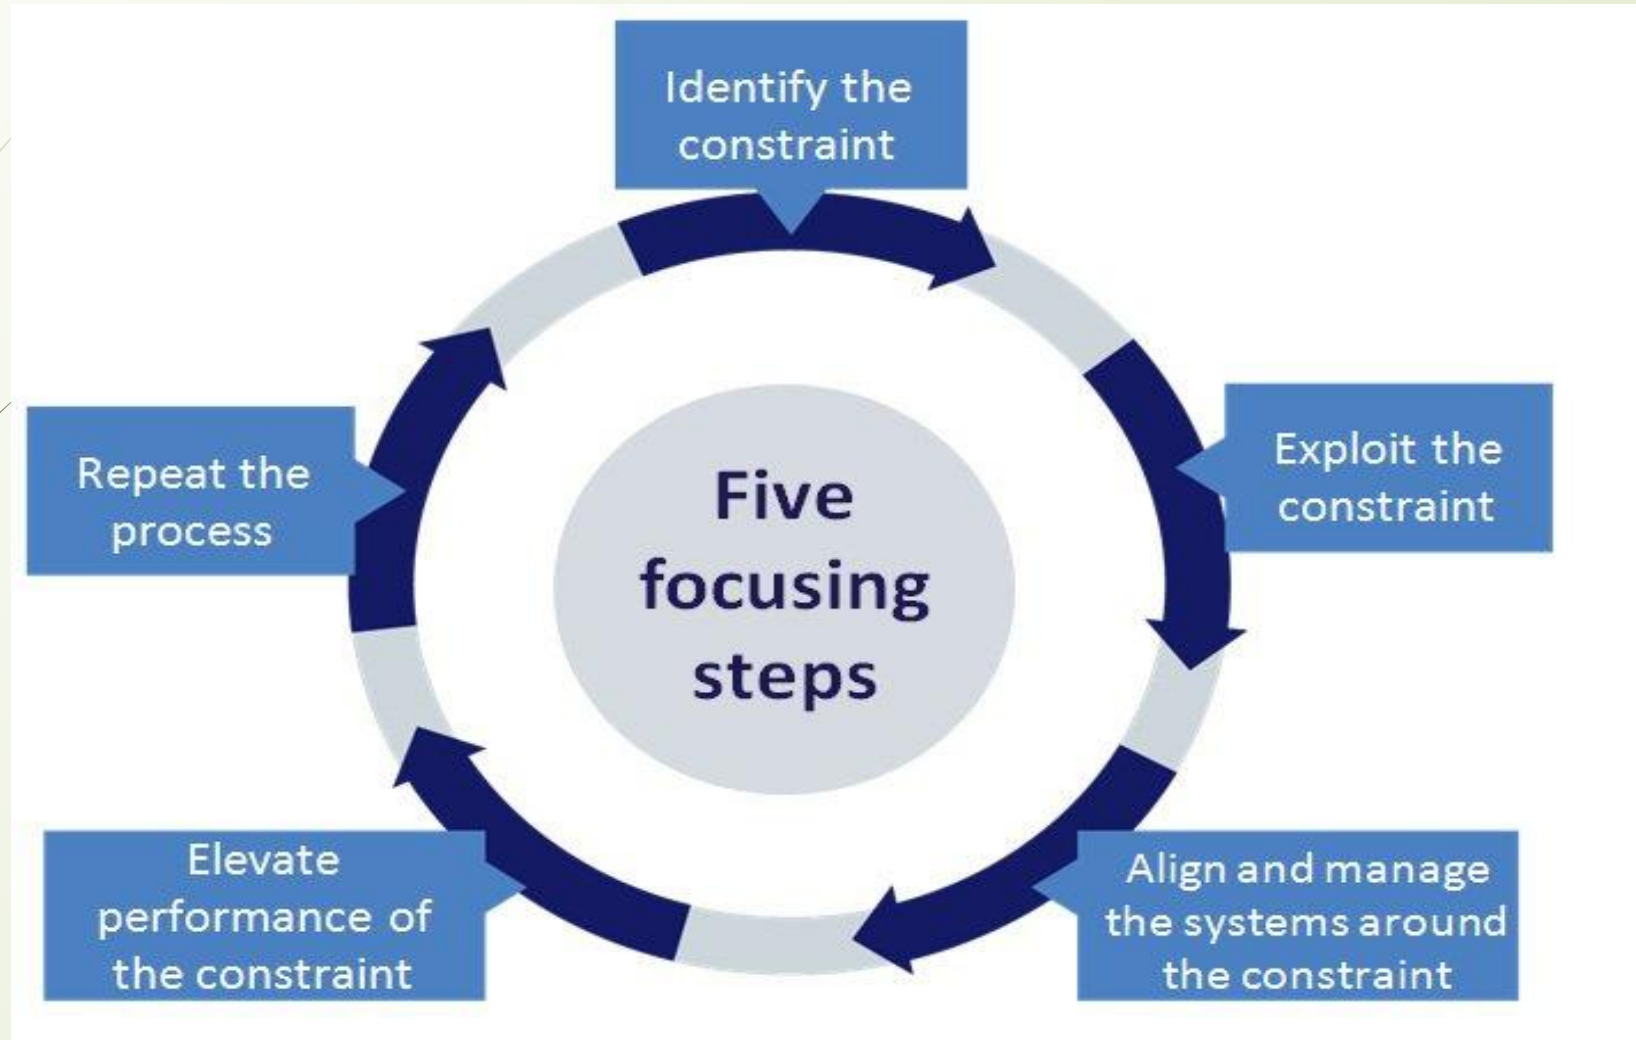 Identify the
constraint
Exploit the
constraint
Align and manage
the systems around
the constraint
Elevate
performance of
the constraint
Repeat the
process
Five
focusing
steps